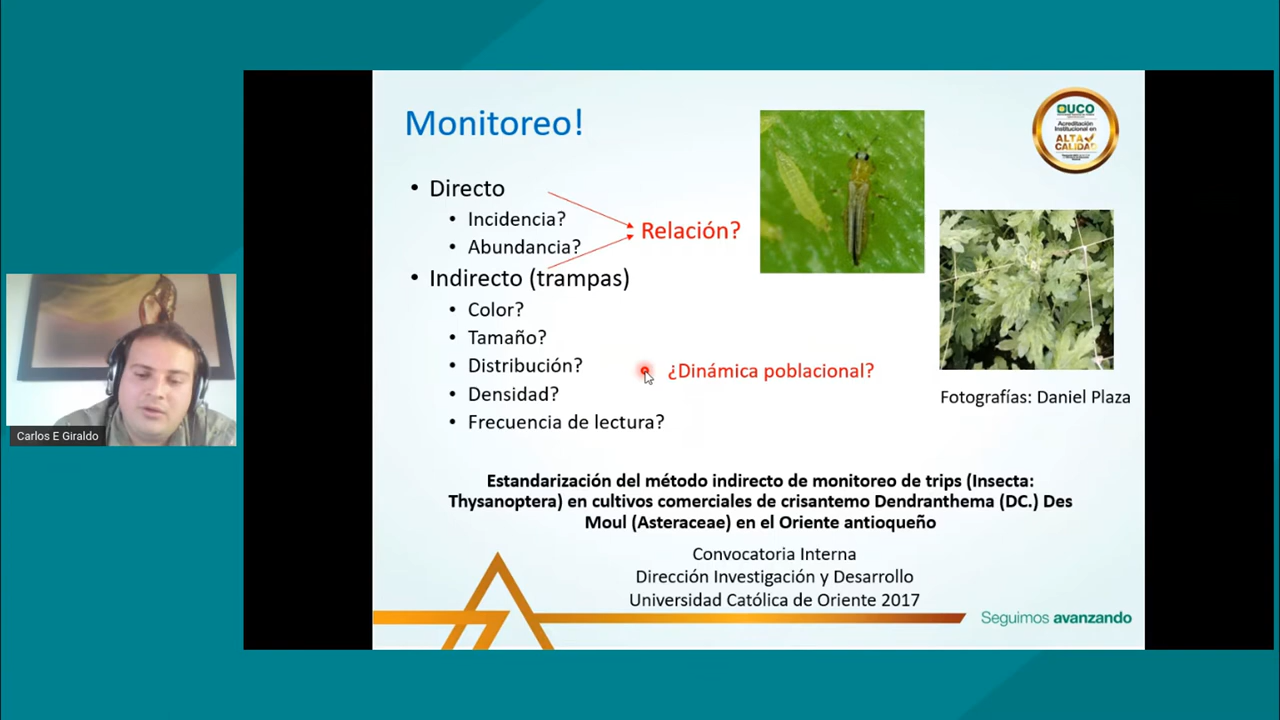 Monitoreo!
• Directo
• Incidencia?
• Abundancia?
Relación?
• Indirecto (trampas)
• Color?
• Tamaño?
• Distribución?
• Densidad?
• Frecuencia de lectura?
¿Dinámica poblacional?
UCO
Acreditación
Institucional en
ALTA
CALIDAD
Fotografías: Daniel Plaza
Estandarización del método indirecto de monitoreo de trips (Insecta:
Thysanoptera) en cultivos comerciales de crisantemo Dendranthema (DC.) Des
Moul (Asteraceae) en el Oriente antioqueño
Convocatoria Interna
Dirección Investigación y Desarrollo
Universidad Católica de Oriente 2017
Seguimos avanzando
Carlos E Giraldo